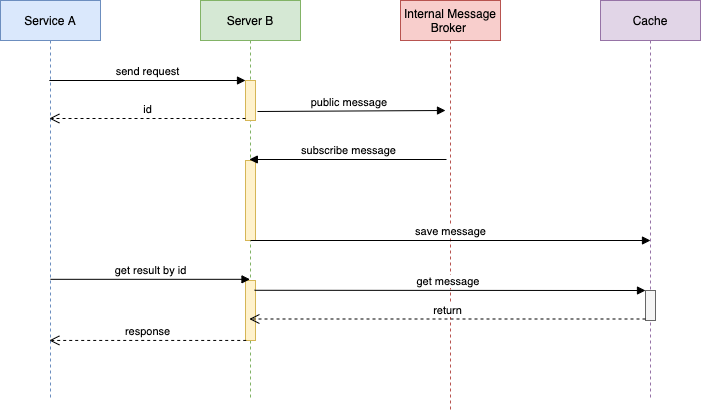 Service A
Server B
Internal Message
Broker
Cache
send request
public message
id
subscribe message
save message
get result by id
get message
return
response